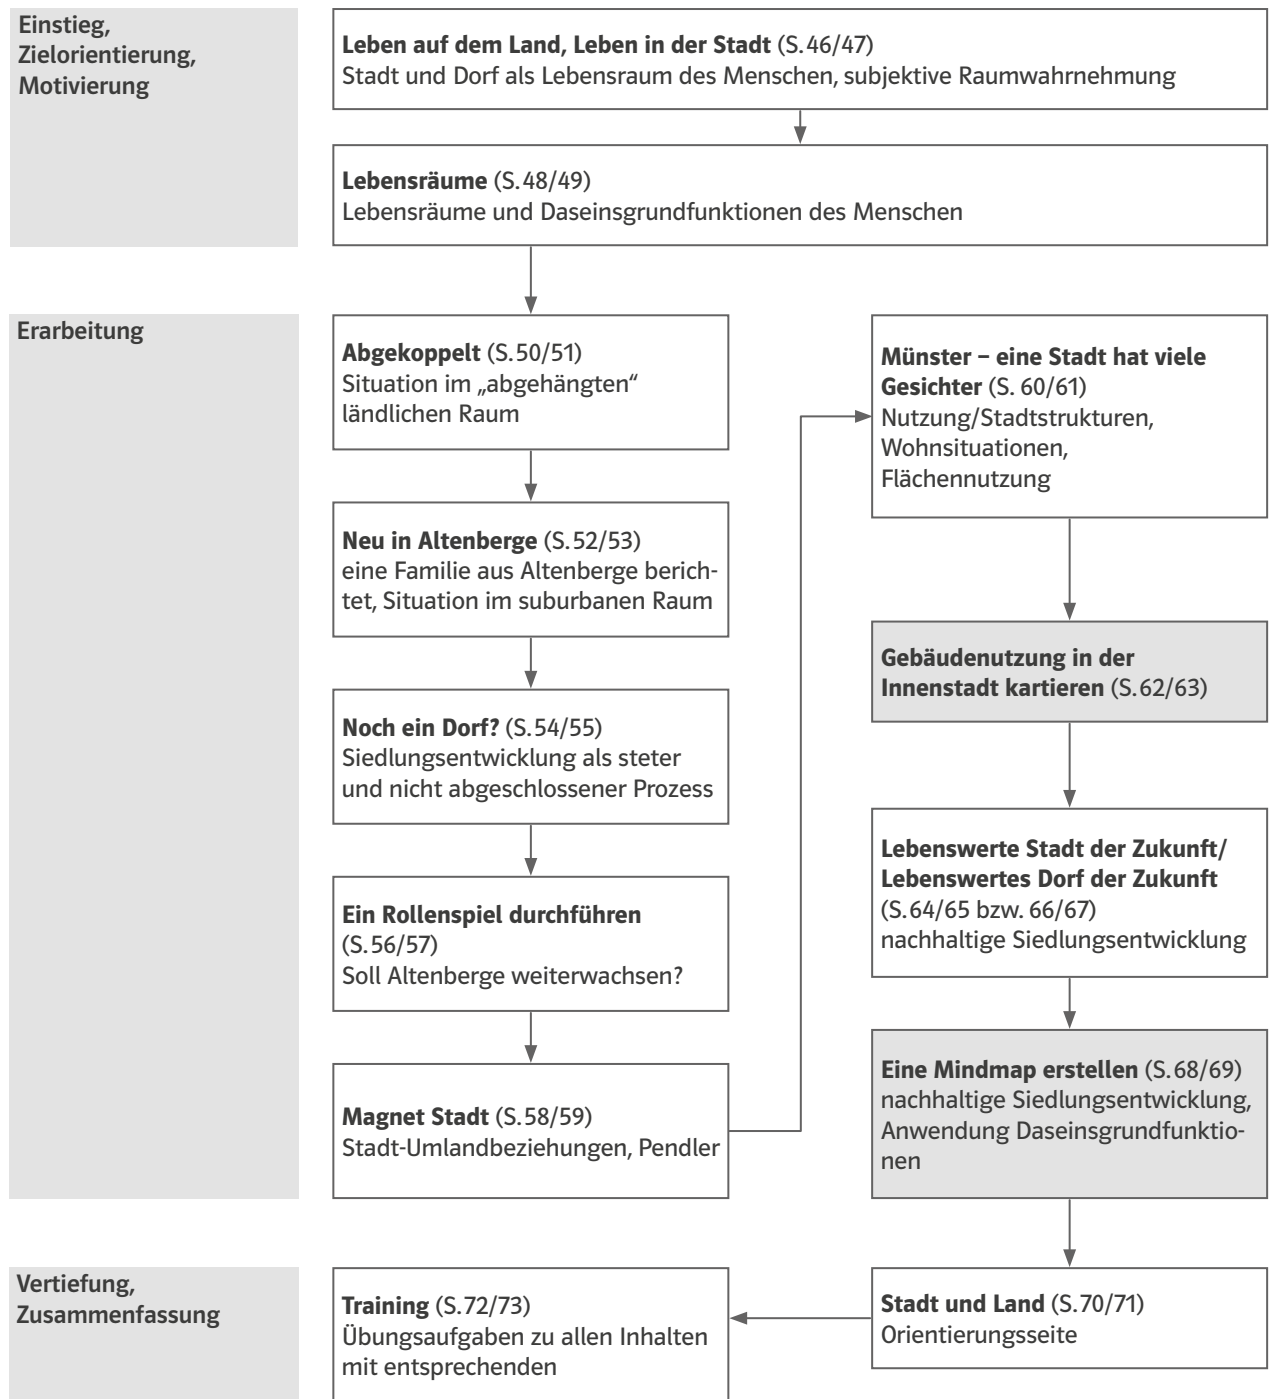 Einstieg,
Zielorientierung,
Motivierung
Leben auf dem Land, Leben in der Stadt (S. 46/47)
Stadt und Dorf als Lebensraum des Menschen, subjektive Raumwahrnehmung
Lebensräume (S. 48/49)
Lebensräume und Daseinsgrundfunktionen des Menschen
Erarbeitung
Abgekoppelt (S. 50/51)
Situation im „abgehängten“
ländlichen Raum
Neu in Altenberge (S. 52/53)
eine Familie aus Altenberge berich-
tet, Situation im suburbanen Raum
Noch ein Dorf? (S. 54/55)
Siedlungsentwicklung als steter
und nicht abgeschlossener Prozess
Ein Rollenspiel durchführen
(S. 56/57)
Soll Altenberge weiterwachsen?
Magnet Stadt (S. 58/59)
Stadt-Umlandbeziehungen, Pendler
Münster – eine Stadt hat viele
Gesichter (S. 60/61)
Nutzung/Stadtstrukturen,
Wohnsituationen,
Flächennutzung
Gebäudenutzung in der
Innenstadt kartieren (S. 62/63)
Lebenswerte Stadt der Zukunft/
Lebenswertes Dorf der Zukunft
(S. 64/65 bzw. 66/67)
nachhaltige Siedlungsentwicklung
Eine Mindmap erstellen (S. 68/69)
nachhaltige Siedlungsentwicklung,
Anwendung Daseinsgrundfunktio-
nen
Vertiefung,
Zusammenfassung
Stadt und Land (S. 70/71)
Orientierungsseite
Training (S. 72/73)
Übungsaufgaben zu allen Inhalten
mit entsprechenden